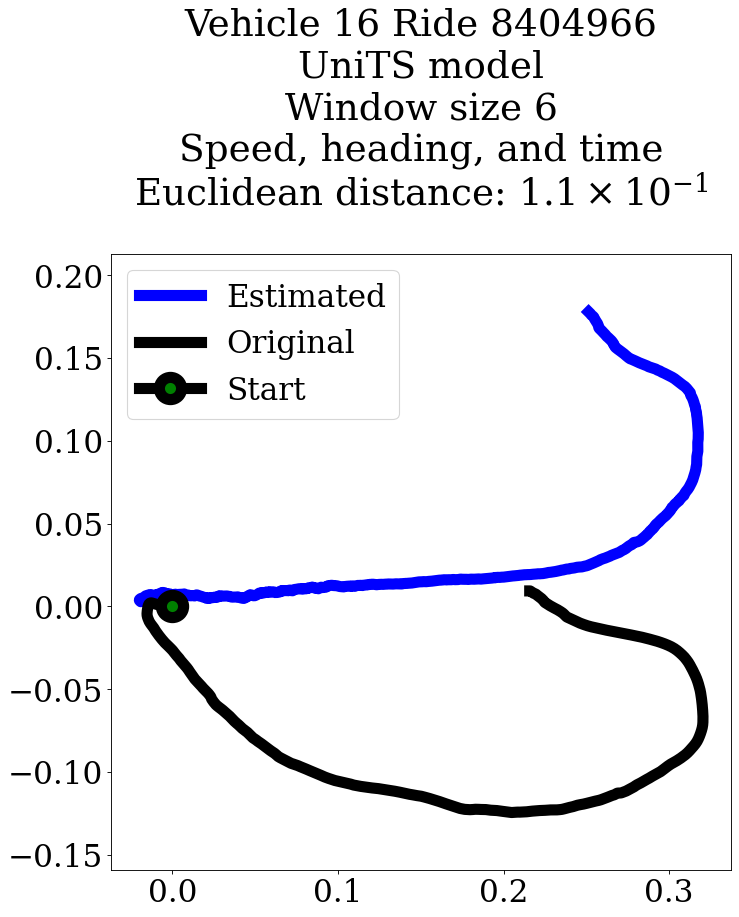 Vehicle 16 Ride 8404966
UniTS model
Window size 6
Speed, heading, and time
Euclidean distance: 1.1 × 10⁻¹
0.20
0.15
0.10
0.05
0.00
−0.05
−0.10
−0.15
Estimated
Original
Start
0.0
0.1
0.2
0.3